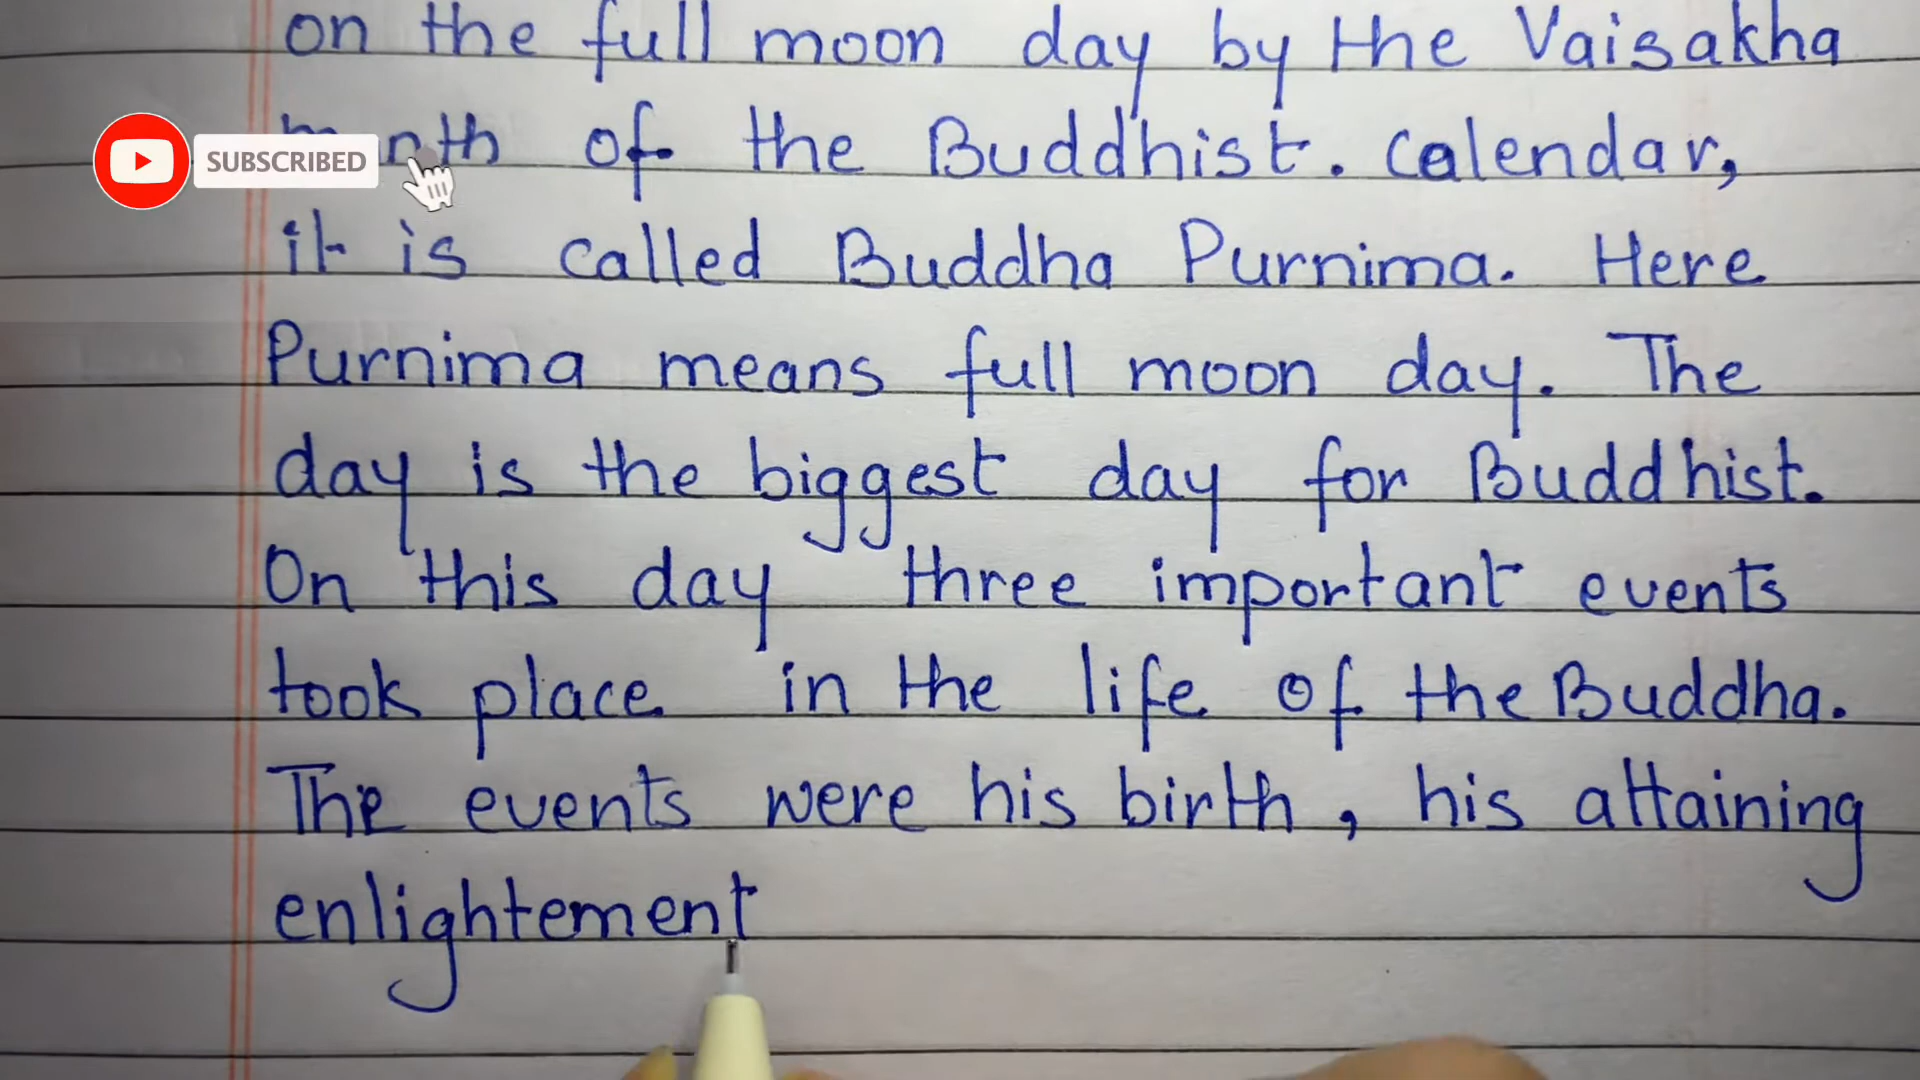 on the full moon day by the Vaisakha
month of the Buddhist. Calendar,
SUBSCRIBED
it is called Buddha Purnima. Here
Purnima means full moon day. The
day is the biggest day for Buddhist.
On this day three important events
took place in the life of the Buddha.
The events were his birth, his attaining
enlightement